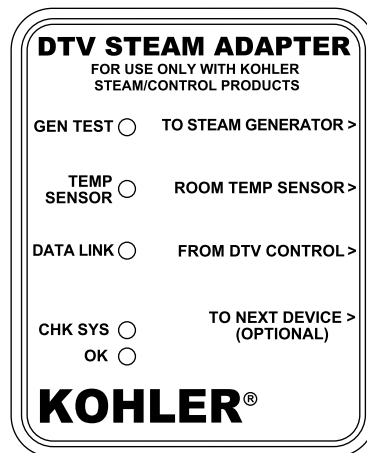 DTV STEAM ADAPTER
FOR USE ONLY WITH KOHLER
STEAM/CONTROL PRODUCTS
GEN TEST
TO STEAM GENERATOR >
TEMP
SENSOR
ROOM TEMP SENSOR>
DATA LINK
FROM DTV CONTROL >
TO NEXT DEVICE >
(OPTIONAL)
CHK SYS
OK
KOHLER®